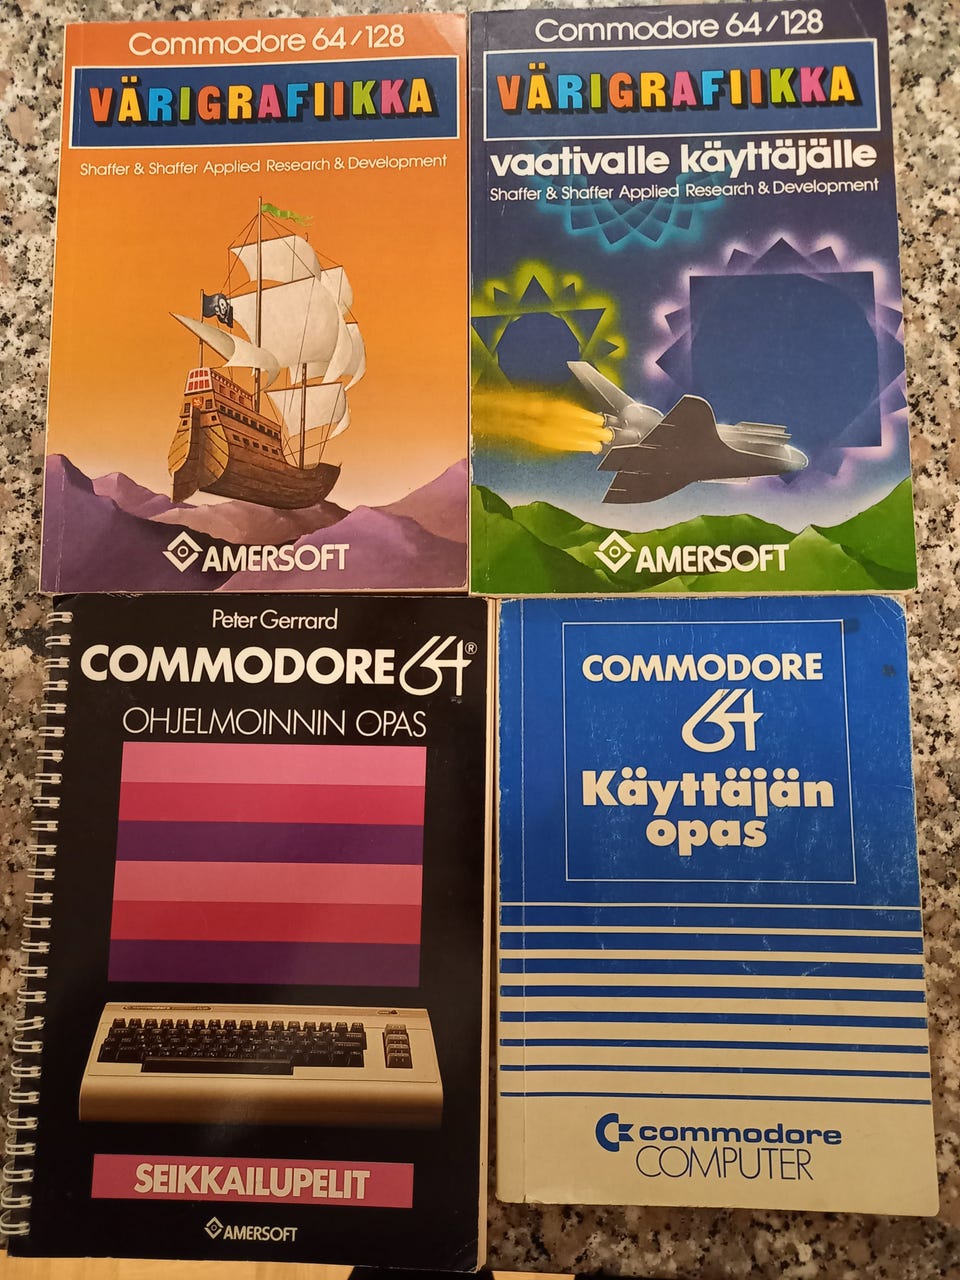 Commodore 64/128
VÄRIGRAFIIKKA
Shaffer & Shaffer Applied Research & Development
AMERSOFT
Commodore 64/128
VÄRIGRAFIIKKA
vaativalle käyttäjälle
Shaffer & Shaffer Applied Research & Development
AMERSOFT
Peter Gerrard
COMMODORE 64®
OHJELMOINNIN OPAS
SEIKKAILUPELIT
AMERSOFT
COMMODORE
64
Käyttäjän
opas
commodore
COMPUTER